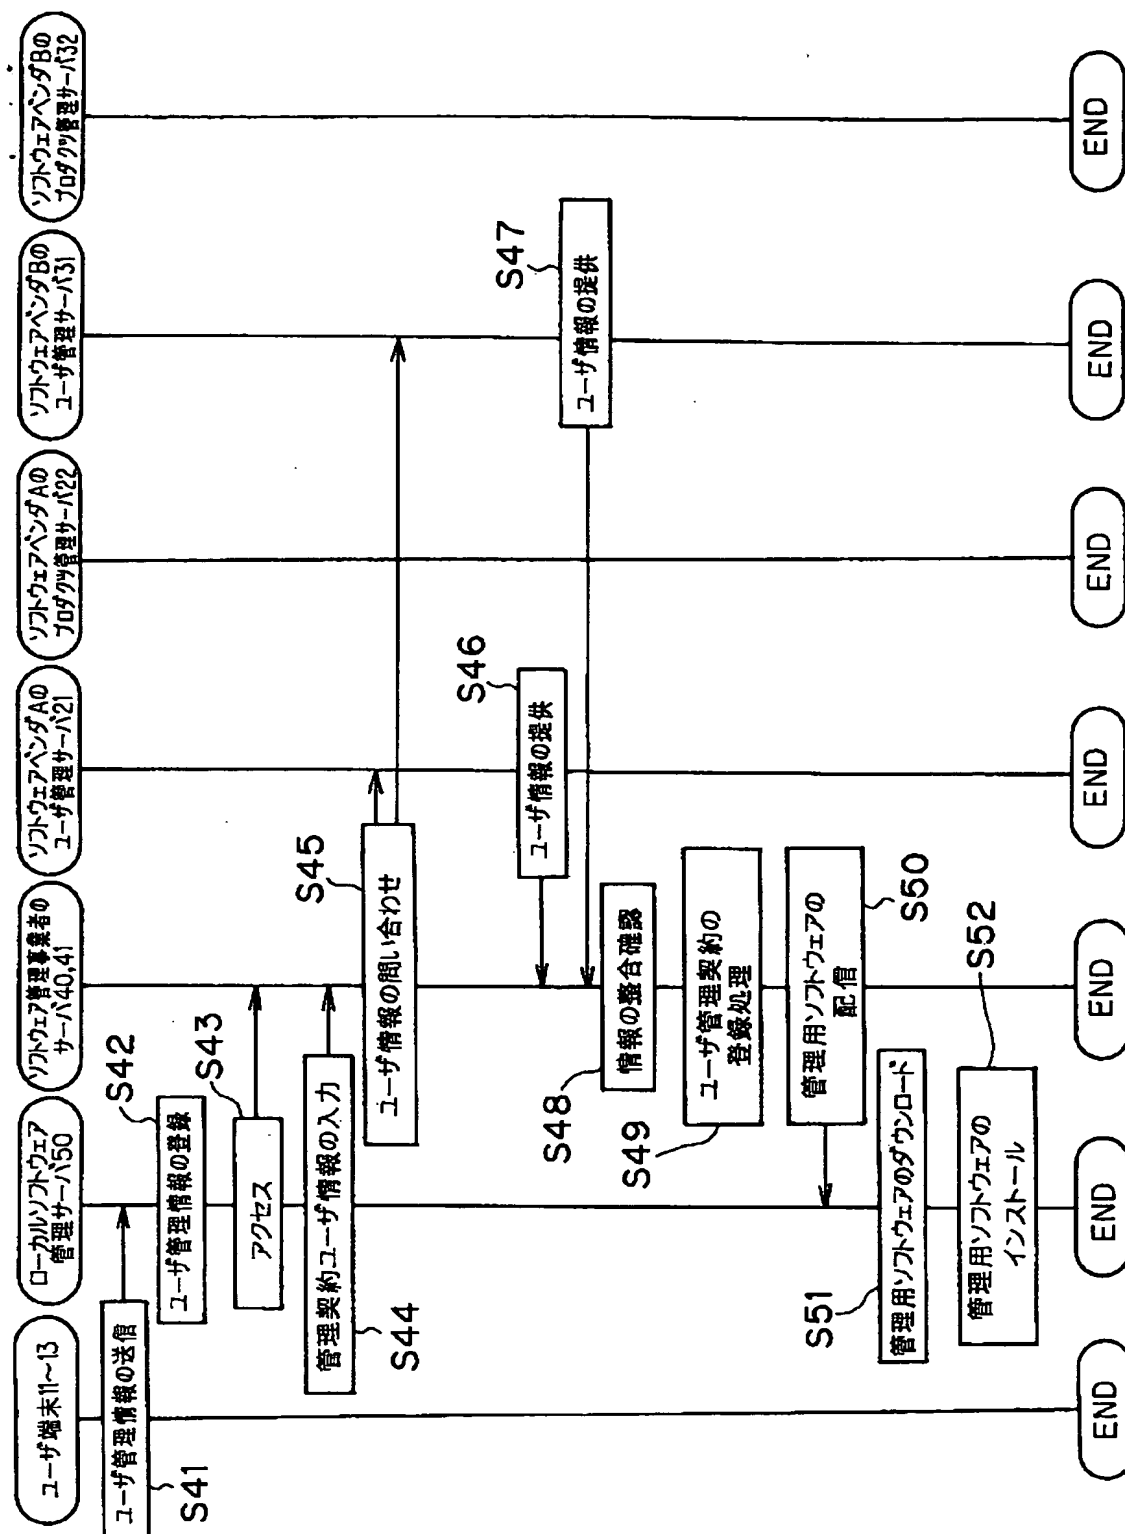 ユーザ端末11~13
ローカルソフトウェア
管理サーバ50
ソフトウェア管理事業者の
サーバ40,41
ソフトウェアベンダAの
ユーザ管理サーバ21
ソフトウェアベンダAの
プロダクツ管理サーバ22
ソフトウェアベンダBの
ユーザ管理サーバ31
ソフトウェアベンダBの
プロダクツ管理サーバ32
ユーザ管理情報の送信
S41
ユーザ管理情報の登録
S42
アクセス
S43
管理契約ユーザ情報の入力
S44
ユーザ情報の問い合わせ
S45
ユーザ情報の提供
S46
ユーザ情報の提供
S47
情報の整合確認
S48
ユーザ管理契約の
登録処理
S49
管理用ソフトウェアの
配信
S50
管理用ソフトウェアのダウンロード
S51
管理用ソフトウェアの
インストール
S52
END
END
END
END
END
END
END